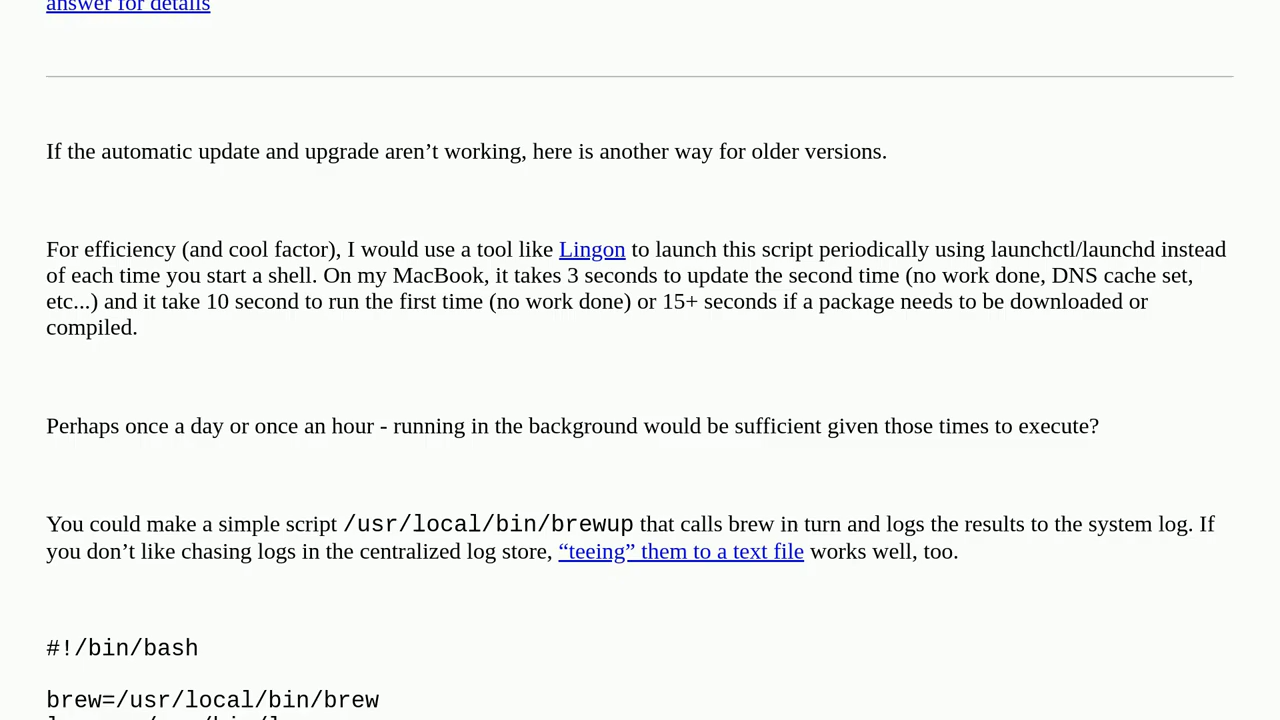 answer for details
If the automatic update and upgrade aren’t working, here is another way for older versions.
For efficiency (and cool factor), I would use a tool like Lingon to launch this script periodically using launchctl/launchd instead
of each time you start a shell. On my MacBook, it takes 3 seconds to update the second time (no work done, DNS cache set,
etc...) and it take 10 second to run the first time (no work done) or 15+ seconds if a package needs to be downloaded or
compiled.
Perhaps once a day or once an hour - running in the background would be sufficient given those times to execute?
You could make a simple script /usr/local/bin/brewup that calls brew in turn and logs the results to the system log. If
you don’t like chasing logs in the centralized log store, “teeing” them to a text file works well, too.
#!/bin/bash
brew=/usr/local/bin/brew